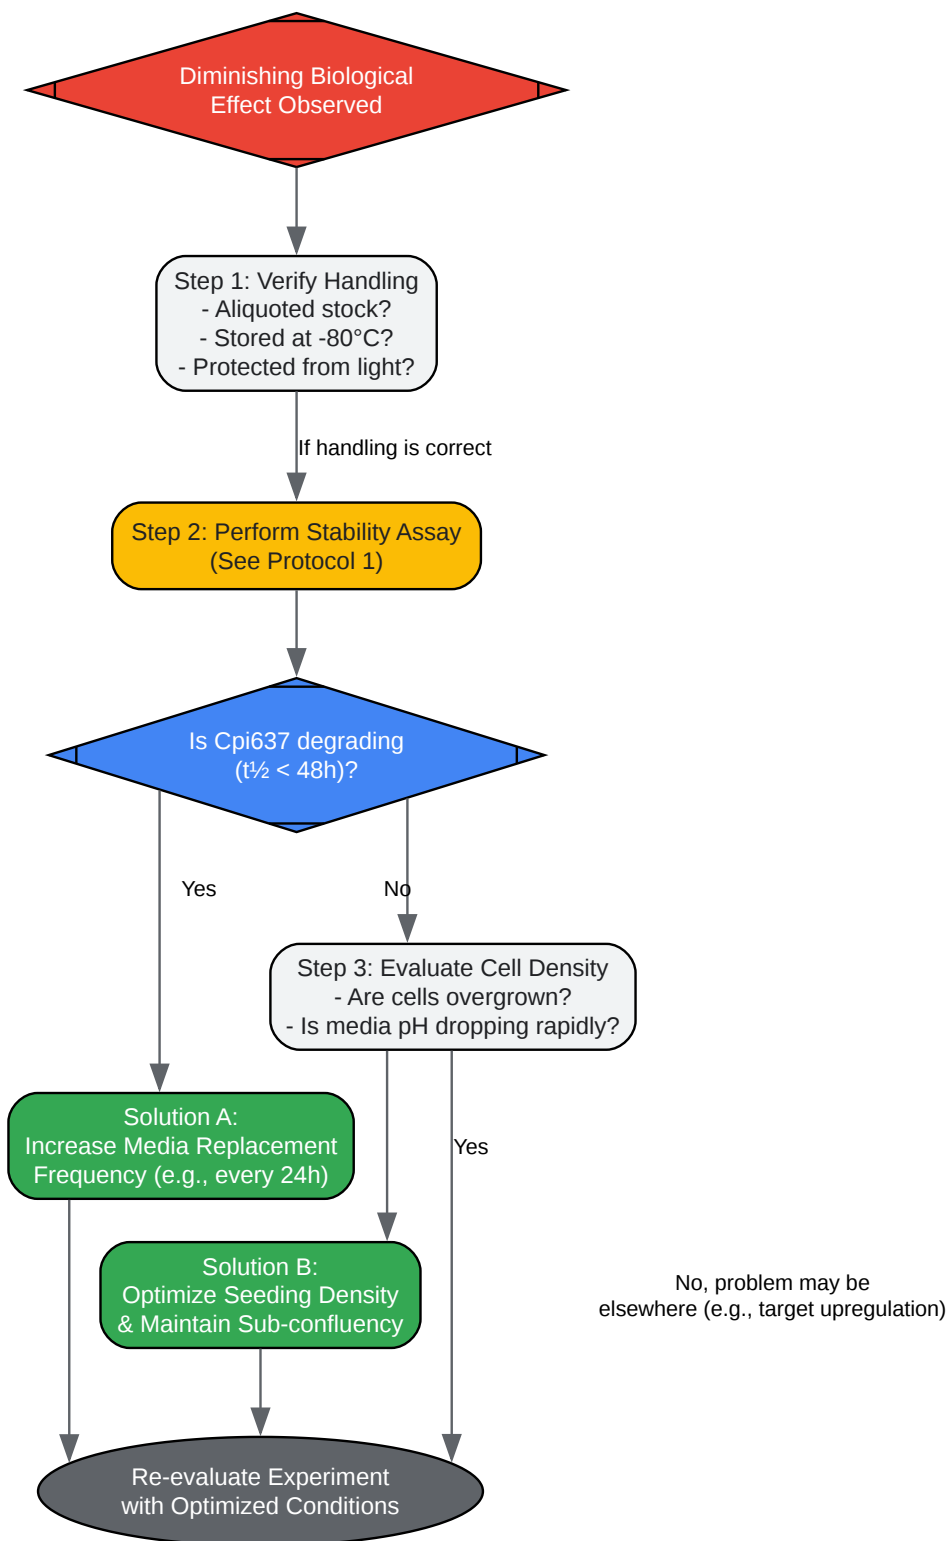 Diminishing Biological
Effect Observed
Step 1: Verify Handling
- Aliquoted stock?
- Stored at -80°C?
- Protected from light?
If handling is correct
Step 2: Perform Stability Assay
(See Protocol 1)
Is Cpi637 degrading
(t½ < 48h)?
Yes
No
Step 3: Evaluate Cell Density
- Are cells overgrown?
- Is media pH dropping rapidly?
Solution A:
Increase Media Replacement
Frequency (e.g., every 24h)
Yes
Solution B:
Optimize Seeding Density
& Maintain Sub-confluency
No, problem may be
elsewhere (e.g., target upregulation)
Re-evaluate Experiment
with Optimized Conditions